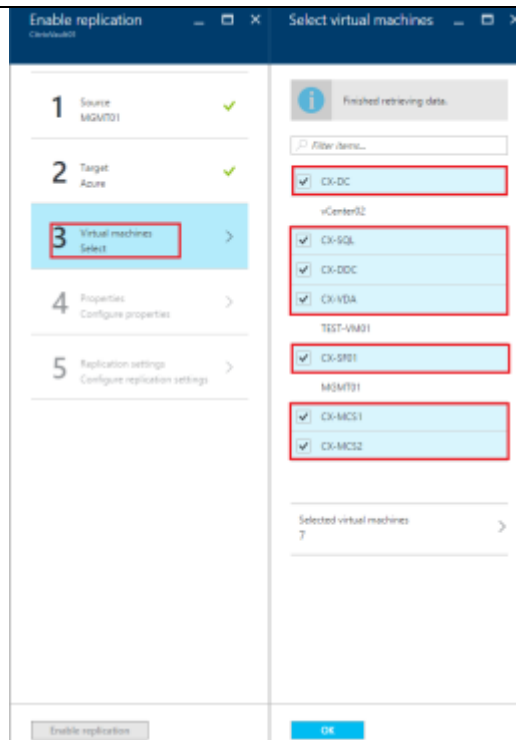 Enable replication
CitrixVault01
1
Source
MGMT01
2
Target
Azure
3
Virtual machines
Select
4
Properties
Configure properties
5
Replication settings
Configure replication settings
Enable replication
Select virtual machines
Finished retrieving data.
Filter items...
CX-DC
vCenter02
CX-SQL
CX-DDC
CX-VDA
TEST-VM01
CX-SF01
MGMT01
CX-MCS1
CX-MCS2
Selected virtual machines
7
OK